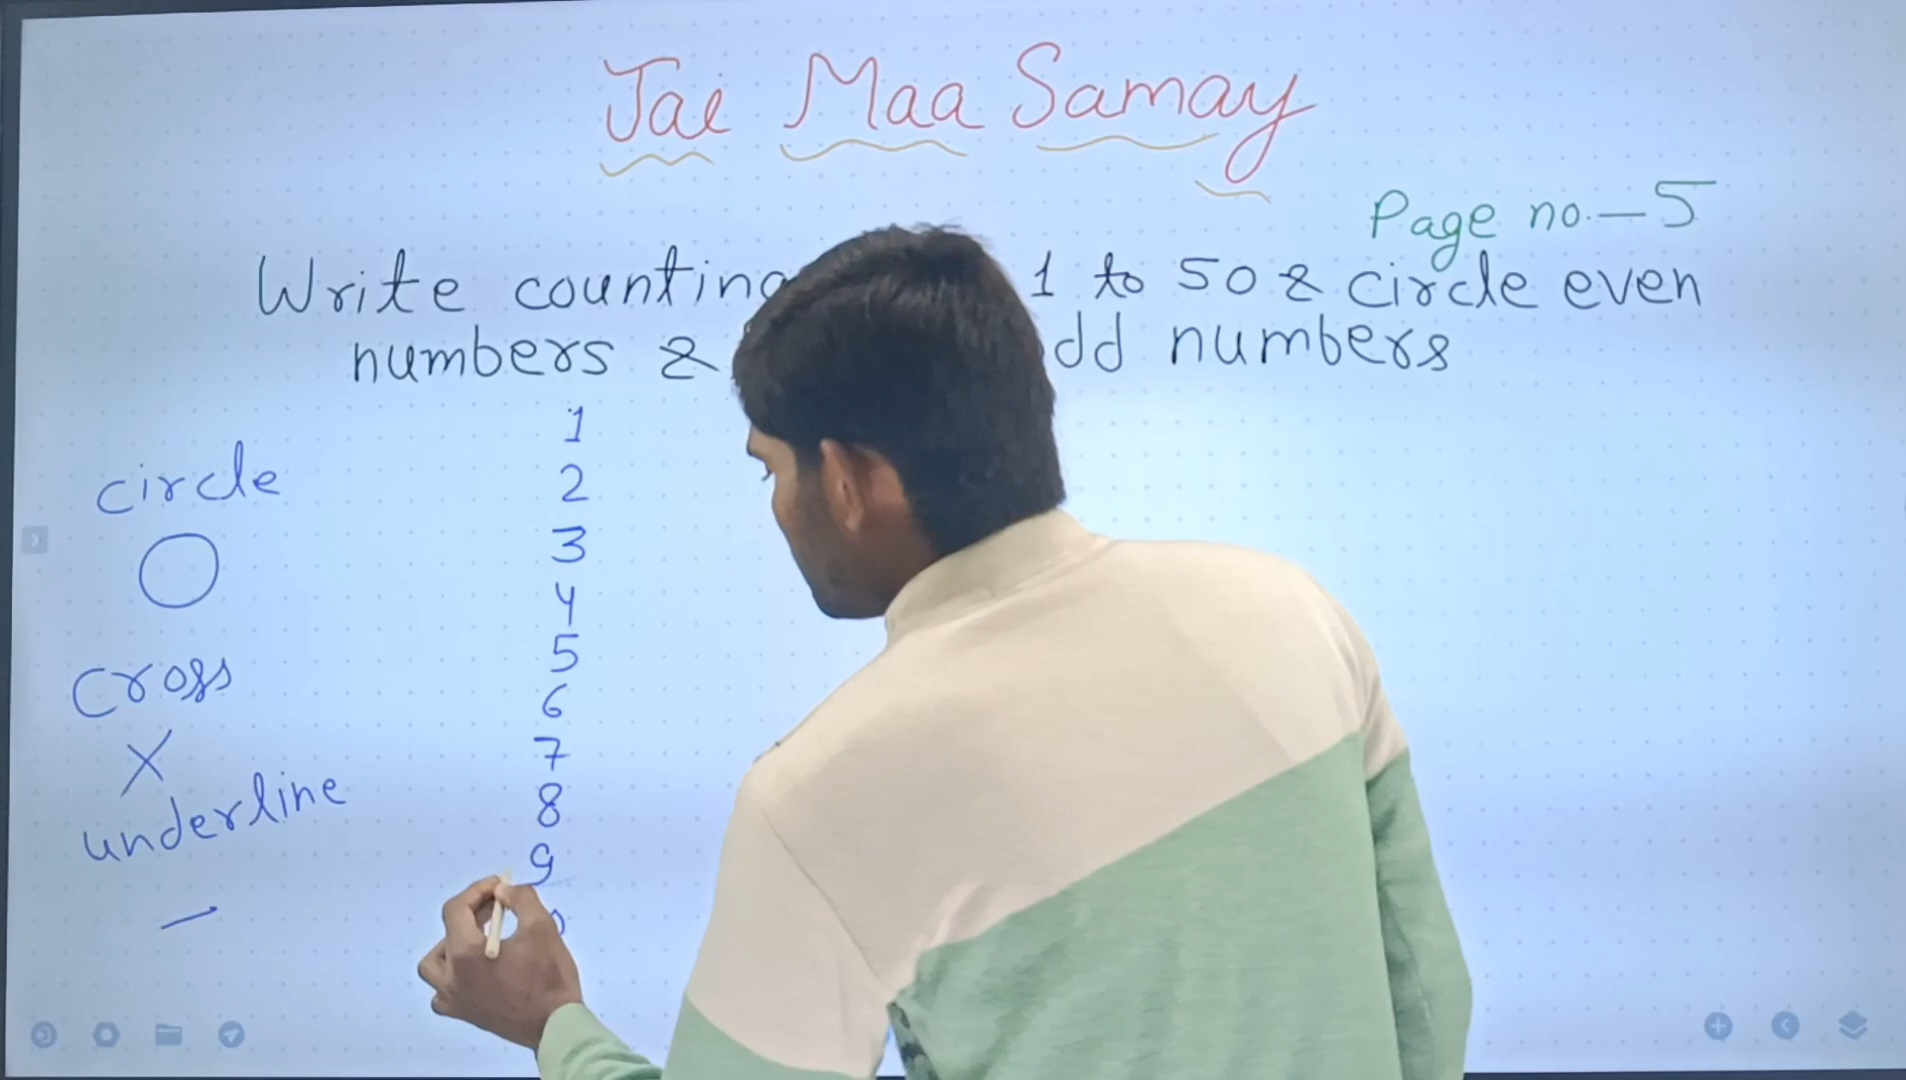 Jai Maa Samay
Page no.-5
Write counting 1 to 50 & circle even
numbers & odd numbers
circle
cross
underline
1
2
3
4
5
6
7
8
9